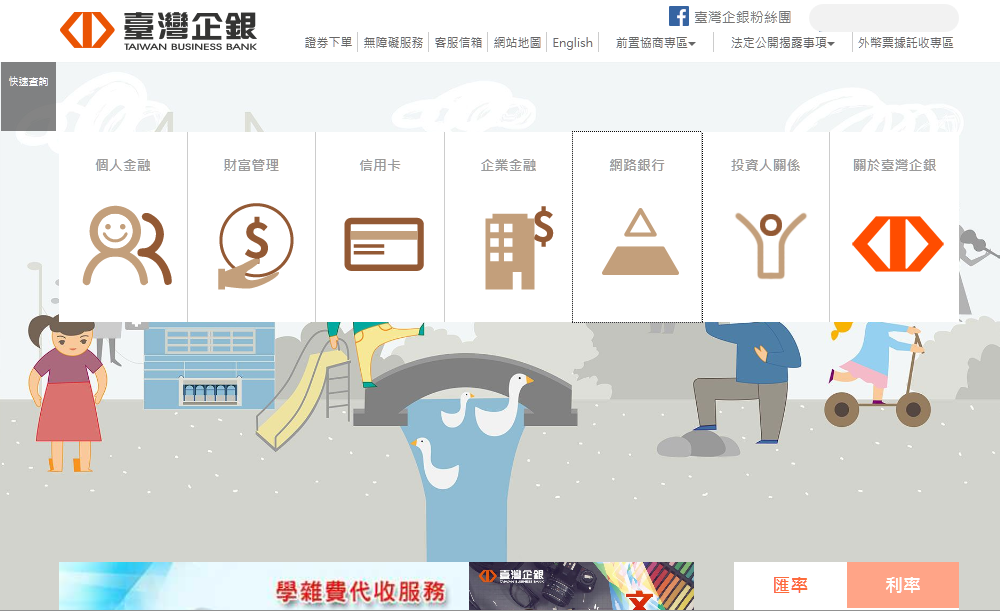 臺灣企銀
TAIWAN BUSINESS BANK
臺灣企銀粉絲團
證券下單 無障礙服務 客服信箱 網站地圖 English 前置協商專區 法定公開揭露事項 外幣票據託收專區
快速查詢
個人金融 財富管理 信用卡 企業金融 網路銀行 投資人關係 關於臺灣企銀
學雜費代收服務
臺灣企銀
TAIWAN BUSINESS BANK
文
匯率 利率